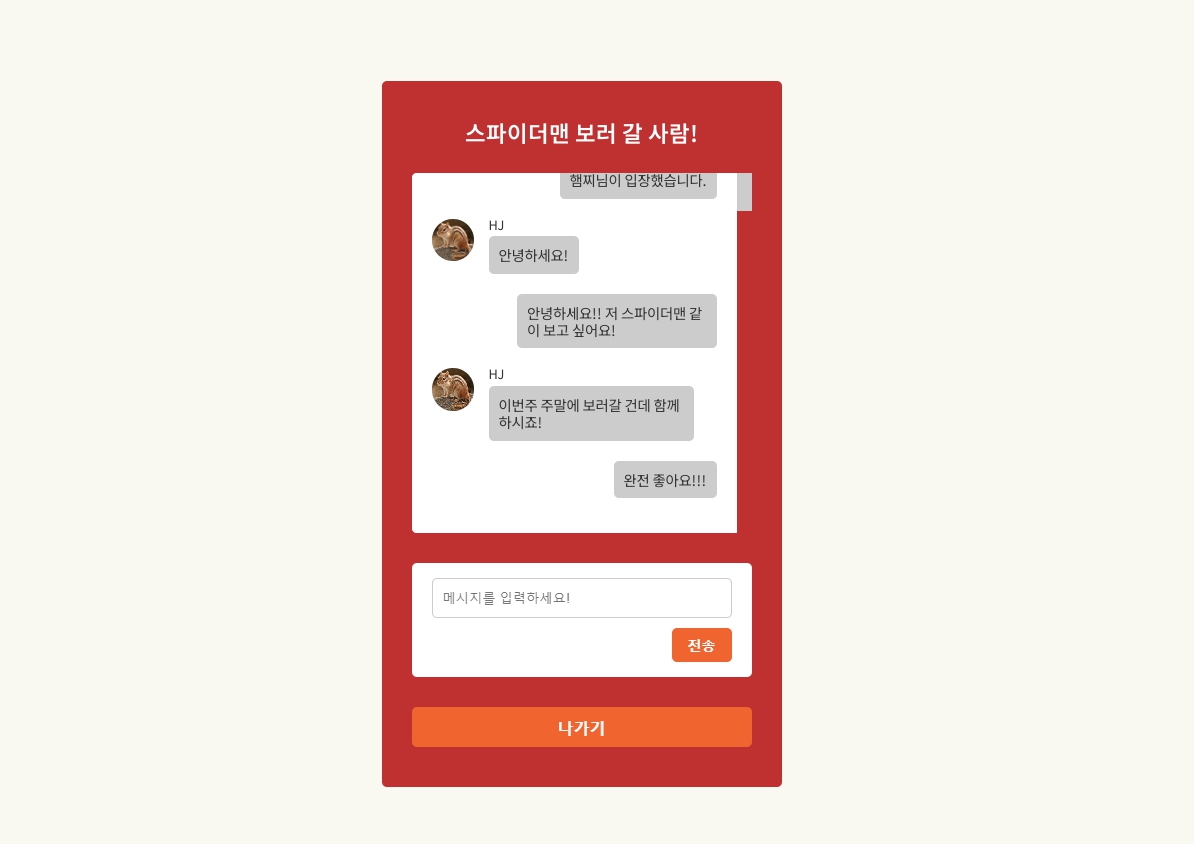 스파이더맨 보러 갈 사람!
햄찌님이 입장했습니다.
HJ
안녕하세요!
안녕하세요!! 저 스파이더맨 같
이 보고 싶어요!
HJ
이번주 주말에 보러갈 건데 함께
하시죠!
완전 좋아요!!!
메시지를 입력하세요!
전송
나가기